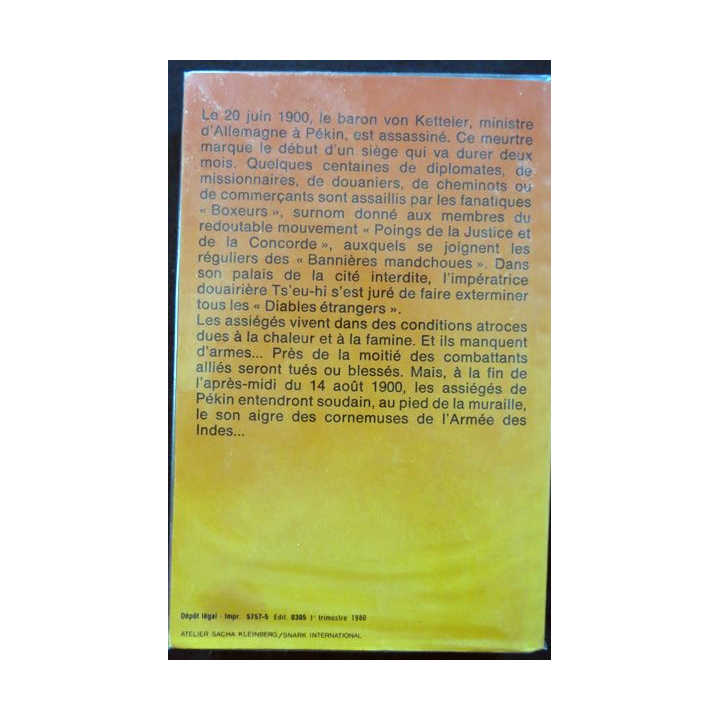 Le 20 juin 1900, le baron von Ketteler, ministre
d'Allemagne à Pékin, est assassiné. Ce meurtre
marque le début d'un siège qui va durer deux
mois. Quelques centaines de diplomates, de
missionnaires, de douaniers, de cheminots ou
de commerçants sont assaillis par les fanatiques
« Boxeurs », surnom donné aux membres du
redoutable mouvement « Poings de la Justice et
de la Concorde », auxquels se joignent les
réguliers des « Bannières mandchoues ». Dans
son palais de la cité interdite, l'impératrice
douairière Ts'eu-hi s'est juré de faire exterminer
tous les « Diables étrangers ».
Les assiégés vivent dans des conditions atroces
dues à la chaleur et à la famine. Et ils manquent
d'armes... Près de la moitié des combattants
alliés seront tués ou blessés. Mais, à la fin de
l'après-midi du 14 août 1900, les assiégés de
Pékin entendront soudain, au pied de la muraille,
le son aigre des cornemuses de l'Armée des
Indes...
Dépôt légal - Impr. 5757-5 Edit. 0305 1e trimestre 1980
ATELIER SACHA KLEINBERG/SNARK INTERNATIONAL